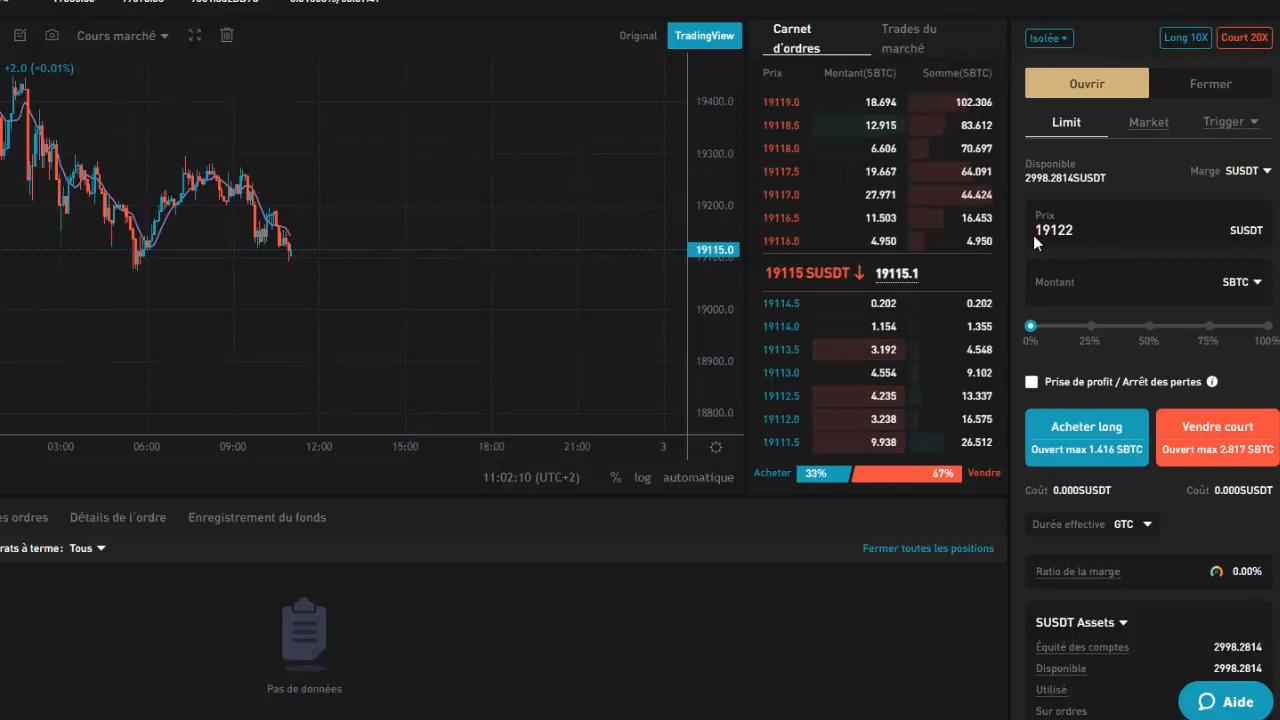 Cours marché
Original
TradingView
+2.0 (+0.01%)
19400.0
19300.0
19200.0
19115.0
19000.0
18900.0
18800.0
03:00
06:00
09:00
12:00
15:00
18:00
21:00
3
11:02:10 (UTC+2)
%
log
automatique
Carnet
d'ordres
Trades du
marché
Prix Montant(SBTC) Somme(SBTC)
19119.0 18.694 102.306
19118.5 12.915 83.612
19118.0 6.606 70.697
19117.5 19.667 64.091
19117.0 27.971 44.424
19116.5 11.503 16.453
19116.0 4.950 4.950
19115 SUSDT ↓ 19115.1
19114.5 0.202 0.202
19114.0 1.154 1.355
19113.5 3.192 4.548
19113.0 4.554 9.102
19112.5 4.235 13.337
19112.0 3.238 16.575
19111.5 9.938 26.512
Acheter 33% 67% Vendre
Isolée
Long 10X
Court 20X
Ouvrir
Fermer
Limit
Market
Trigger
Disponible
2998.2814SUSDT
Marge SUSDT
Prix
19122
SUSDT
Montant
SBTC
0% 25% 50% 75% 100%
Prise de profit / Arrêt des pertes
Acheter long
Ouvert max 1.416 SBTC
Vendre court
Ouvert max 2.817 SBTC
Coût 0.000SUSDT
Coût 0.000SUSDT
Durée effective GTC
Ratio de la marge 0.00%
SUSDT Assets
Équité des comptes 2998.2814
Disponible 2998.2814
Utilisé
Sur ordres
Aide
es ordres
Détails de l'ordre
Enregistrement du fonds
rats à terme: Tous
Fermer toutes les positions
Pas de données